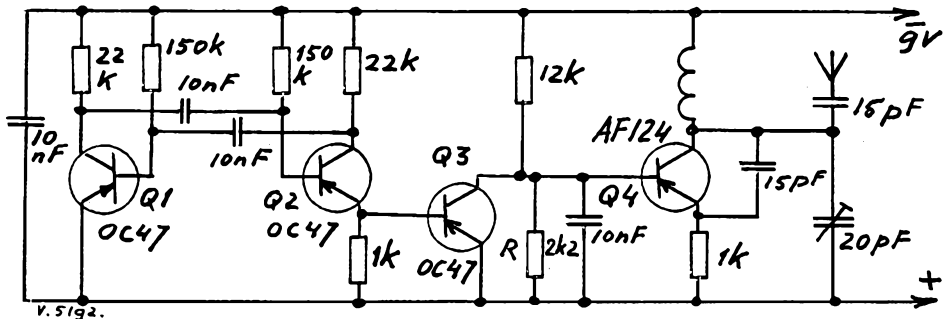 22
k
150k
150
k
22k
12k
9V
10nF
10nF
10
nF
AF124
15pF
15pF
Q1
OC47
Q2
OC47
Q3
OC47
Q4
1k
R
2k2
10nF
1k
20pF
+
V.5192.